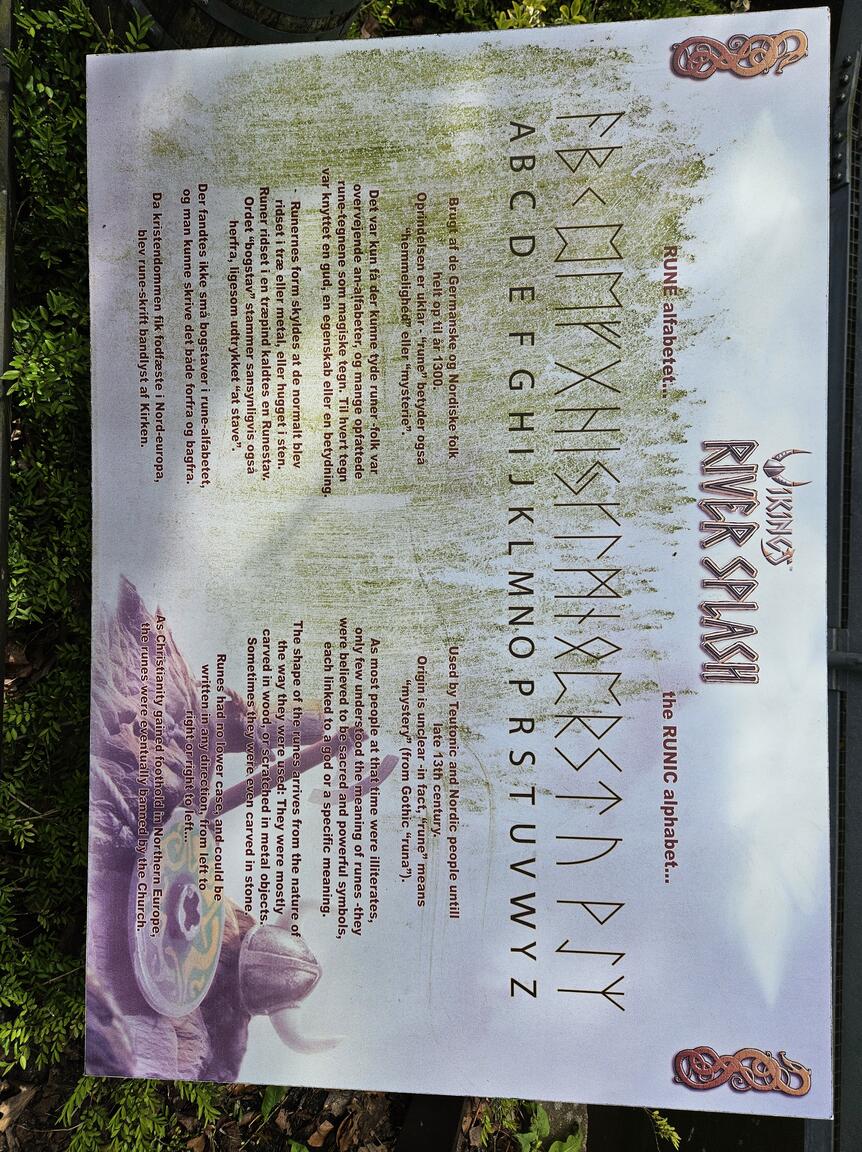 VIKINGS™
RIVER SPLASH
RUNE alfabetet...
the RUNIC alphabet...
ᚨ ᛒ ᚲ ᛞ ᛖ ᚠ ᚷ ᚺ ᛁ ᛃ ᚴ ᛚ ᛗ ᚾ ᛟ ᛈ ᚱ ᛊ ᛏ ᚢ ᚹ ᛇ ᛉ
A B C D E F G H I J K L M N O P R S T U V W Y Z
Brugt af de Germanske og Nordiske folk
helt op til år 1300.
Oprindelsen er uklar -"rune" betyder også
"hemmelighed" eller "mysterie".
Det var kun få der kunne tyde runer -folk var
overvejende an-alfabeter, og mange opfattede
rune-tegnene som magiske tegn. Til hvert tegn
var knyttet en gud, en egenskab eller en betydning.
- Runernes form skyldes at de normalt blev
ridset i træ eller metal, eller hugget i sten.
Runer ridset i en træpind kaldtes en Runestav.
Ordet "bogstav" stammer sansynligvis også
herfra, ligesom udtrykket "at stave".
Der fandtes ikke små bogstaver i rune-alfabetet,
og man kunne skrive det både forfra og bagfra.
Da kristendommen fik fodfæste i Nord-europa,
blev rune-skrift bandlyst af Kirken.
Used by Teutonic and Nordic people untill
late 13th century.
Origin is unclear -in fact, "rune" means
"mystery" (from Gothic "runa").
As most people at that time were illiterates,
only few understood the meaning of runes -they
were believed to be sacred and powerful symbols,
each linked to a god or a specific meaning.
The shape of the runes arrives from the nature of
the way they were used: They were mostly
carved in wood, or scratched in metal objects.
Sometimes they were even carved in stone.
Runes had no lower case, and could be
written in any direction, from left to
right or right to left...
As Christianity gained foothold in Northern Europe,
the runes were eventually banned by the Church.